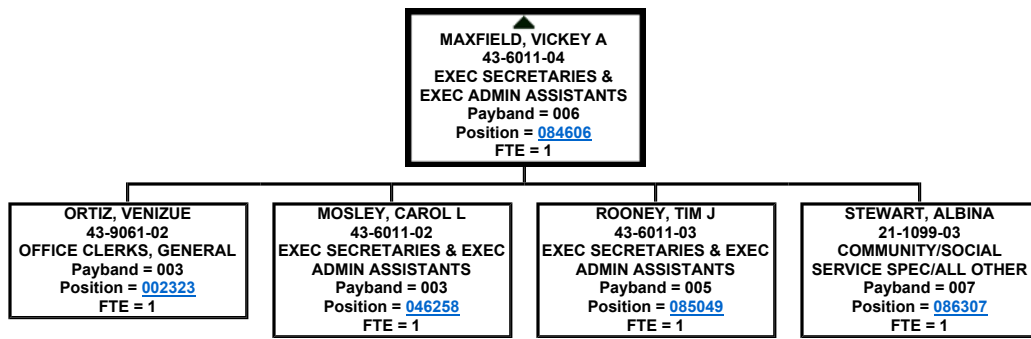 MAXFIELD, VICKEY A
43-6011-04
EXEC SECRETARIES &
EXEC ADMIN ASSISTANTS
Payband = 006
Position = 084606
FTE = 1
ORTIZ, VENIZUE
43-9061-02
OFFICE CLERKS, GENERAL
Payband = 003
Position = 002323
FTE = 1
MOSLEY, CAROL L
43-6011-02
EXEC SECRETARIES & EXEC
ADMIN ASSISTANTS
Payband = 003
Position = 046258
FTE = 1
ROONEY, TIM J
43-6011-03
EXEC SECRETARIES & EXEC
ADMIN ASSISTANTS
Payband = 005
Position = 085049
FTE = 1
STEWART, ALBINA
21-1099-03
COMMUNITY/SOCIAL
SERVICE SPEC/ALL OTHER
Payband = 007
Position = 086307
FTE = 1